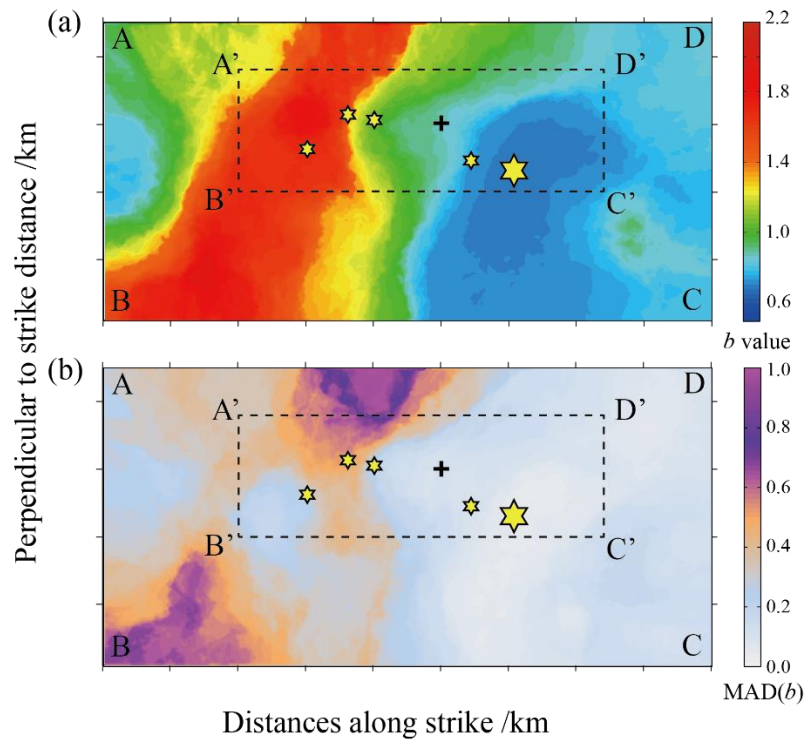 (a)
A
D
A’
D’
B’
C’
B
C
2.2
1.8
1.4
1.0
0.6
b value
(b)
A
D
A’
D’
B’
C’
B
C
1.0
0.8
0.6
0.4
0.2
0.0
MAD(b)
Perpendicular to strike distance /km
Distances along strike /km